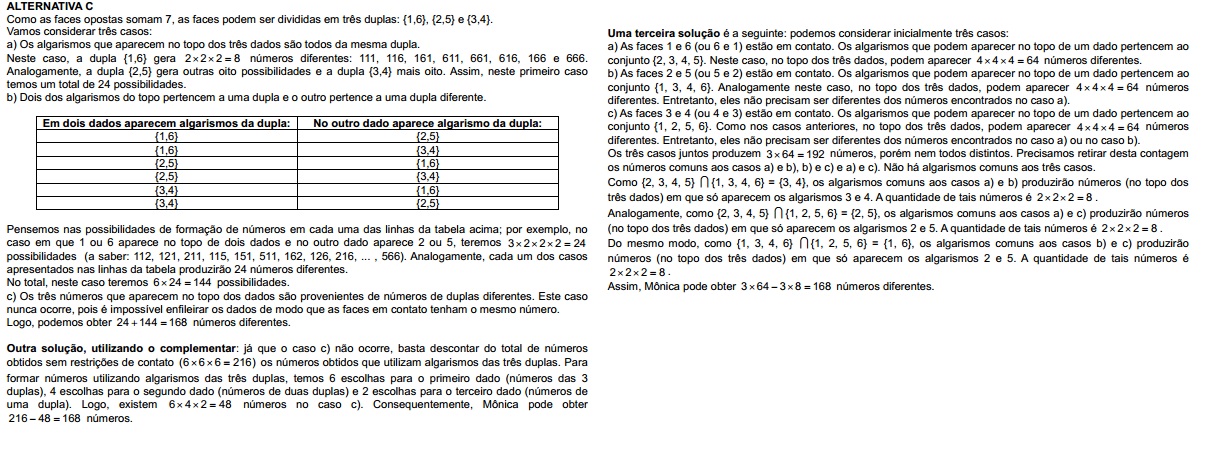 ALTERNATIVA C
Como as faces opostas somam 7, as faces podem ser divididas em três duplas: {1,6}, {2,5} e {3,4}.
Vamos considerar três casos:
a) Os algarismos que aparecem no topo dos três dados são todos da mesma dupla.
Neste caso, a dupla {1,6} gera 2×2×2 = 8 números diferentes: 111, 116, 161, 611, 661, 616, 166 e 666.
Analogamente, a dupla {2,5} gera outras oito possibilidades e a dupla {3,4} mais oito. Assim, neste primeiro caso
temos um total de 24 possibilidades.
b) Dois dos algarismos do topo pertencem a uma dupla e o outro pertence a uma dupla diferente.
Em dois dados aparecem algarismos da dupla: No outro dado aparece algarismo da dupla:
{1,6} {2,5}
{1,6} {3,4}
{2,5} {1,6}
{2,5} {3,4}
{3,4} {1,6}
{3,4} {2,5}
Pensemos nas possibilidades de formação de números em cada uma das linhas da tabela acima; por exemplo, no
caso em que 1 ou 6 aparece no topo de dois dados e no outro dado aparece 2 ou 5, teremos 3×2×2×2 = 24
possibilidades (a saber: 112, 121, 211, 115, 151, 511, 162, 126, 216, ... , 566). Analogamente, cada um dos casos
apresentados nas linhas da tabela produzirão 24 números diferentes.
No total, neste caso teremos 6×24 = 144 possibilidades.
c) Os três números que aparecem no topo dos dados são provenientes de números de duplas diferentes. Este caso
nunca ocorre, pois é impossível enfileirar os dados de modo que as faces em contato tenham o mesmo número.
Logo, podemos obter 24 + 144 = 168 números diferentes.
Outra solução, utilizando o complementar: já que o caso c) não ocorre, basta descontar do total de números
obtidos sem restrições de contato (6×6×6 = 216) os números obtidos que utilizam algarismos das três duplas. Para
formar números utilizando algarismos das três duplas, temos 6 escolhas para o primeiro dado (números das 3
duplas), 4 escolhas para o segundo dado (números de duas duplas) e 2 escolhas para o terceiro dado (números de
uma dupla). Logo, existem 6×4×2 = 48 números no caso c). Consequentemente, Mônica pode obter
216 – 48 = 168 números.
Uma terceira solução é a seguinte: podemos considerar inicialmente três casos:
a) As faces 1 e 6 (ou 6 e 1) estão em contato. Os algarismos que podem aparecer no topo de um dado pertencem ao
conjunto {2, 3, 4, 5}. Neste caso, no topo dos três dados, podem aparecer 4×4×4 = 64 números diferentes.
b) As faces 2 e 5 (ou 5 e 2) estão em contato. Os algarismos que podem aparecer no topo de um dado pertencem ao
conjunto {1, 3, 4, 6}. Analogamente neste caso, no topo dos três dados, podem aparecer 4×4×4 = 64 números
diferentes. Entretanto, eles não precisam ser diferentes dos números encontrados no caso a).
c) As faces 3 e 4 (ou 4 e 3) estão em contato. Os algarismos que podem aparecer no topo de um dado pertencem ao
conjunto {1, 2, 5, 6}. Como nos casos anteriores, no topo dos três dados, podem aparecer 4×4×4 = 64 números
diferentes. Entretanto, eles não precisam ser diferentes dos números encontrados no caso a) ou no caso b).
Os três casos juntos produzem 3×64 = 192 números, porém nem todos distintos. Precisamos retirar desta contagem
os números comuns aos casos a) e b), b) e c) e a) e c). Não há algarismos comuns aos três casos.
Como {2, 3, 4, 5} ⋂ {1, 3, 4, 6} = {3, 4}, os algarismos comuns aos casos a) e b) produzirão números (no topo dos
três dados) em que só aparecem os algarismos 3 e 4. A quantidade de tais números é 2×2×2 = 8 .
Analogamente, como {2, 3, 4, 5} ⋂ {1, 2, 5, 6} = {2, 5}, os algarismos comuns aos casos a) e c) produzirão números
(no topo dos três dados) em que só aparecem os algarismos 2 e 5. A quantidade de tais números é 2×2×2 = 8 .
Do mesmo modo, como {1, 3, 4, 6} ⋂ {1, 2, 5, 6} = {1, 6}, os algarismos comuns aos casos b) e c) produzirão
números (no topo dos três dados) em que só aparecem os algarismos 2 e 5. A quantidade de tais números é
2×2×2 = 8 .
Assim, Mônica pode obter 3×64 – 3×8 = 168 números diferentes.